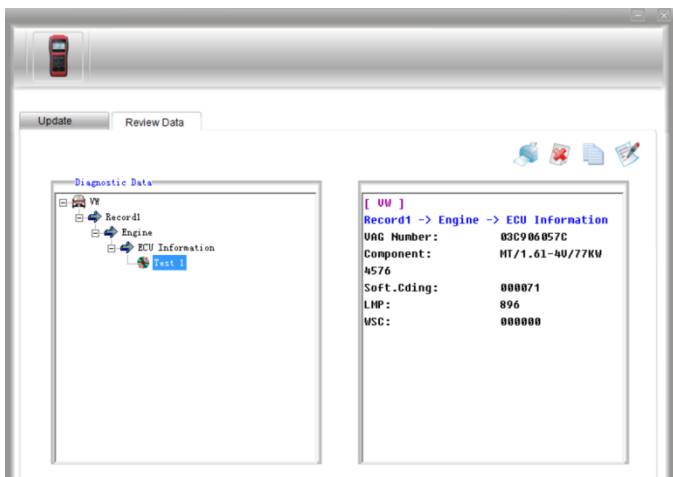 Update
Review Data
Diagnostic Data
VW
Record1
Engine
ECU Information
Test 1
[ VW ]
Record1 -> Engine -> ECU Information
VAG Number: 03C906057C
Component: MT/1.6l-4V/77KW
4576
Soft.Cding: 000071
LMP: 896
WSC: 000000